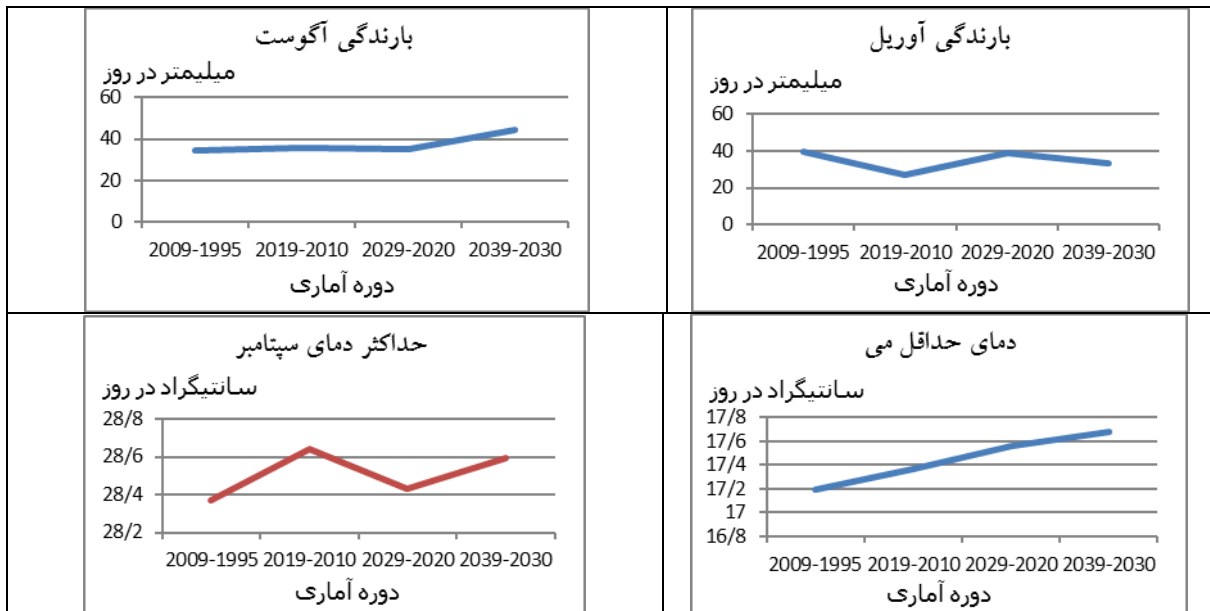 بارندگی آگوست
میلیمتر در روز
60
40
20
0
2009-1995 2019-2010 2029-2020 2039-2030
دوره آماری
بارندگی آوریل
میلیمتر در روز
60
40
20
0
2009-1995 2019-2010 2029-2020 2039-2030
دوره آماری
حداکثر دمای سپتامبر
سانتیگراد در روز
28/8
28/6
28/4
28/2
2009-1995 2019-2010 2029-2020 2039-2030
دوره آماری
دمای حداقل می
سانتیگراد در روز
17/8
17/6
17/4
17/2
17
16/8
2009-1995 2019-2010 2029-2020 2039-2030
دوره آماری